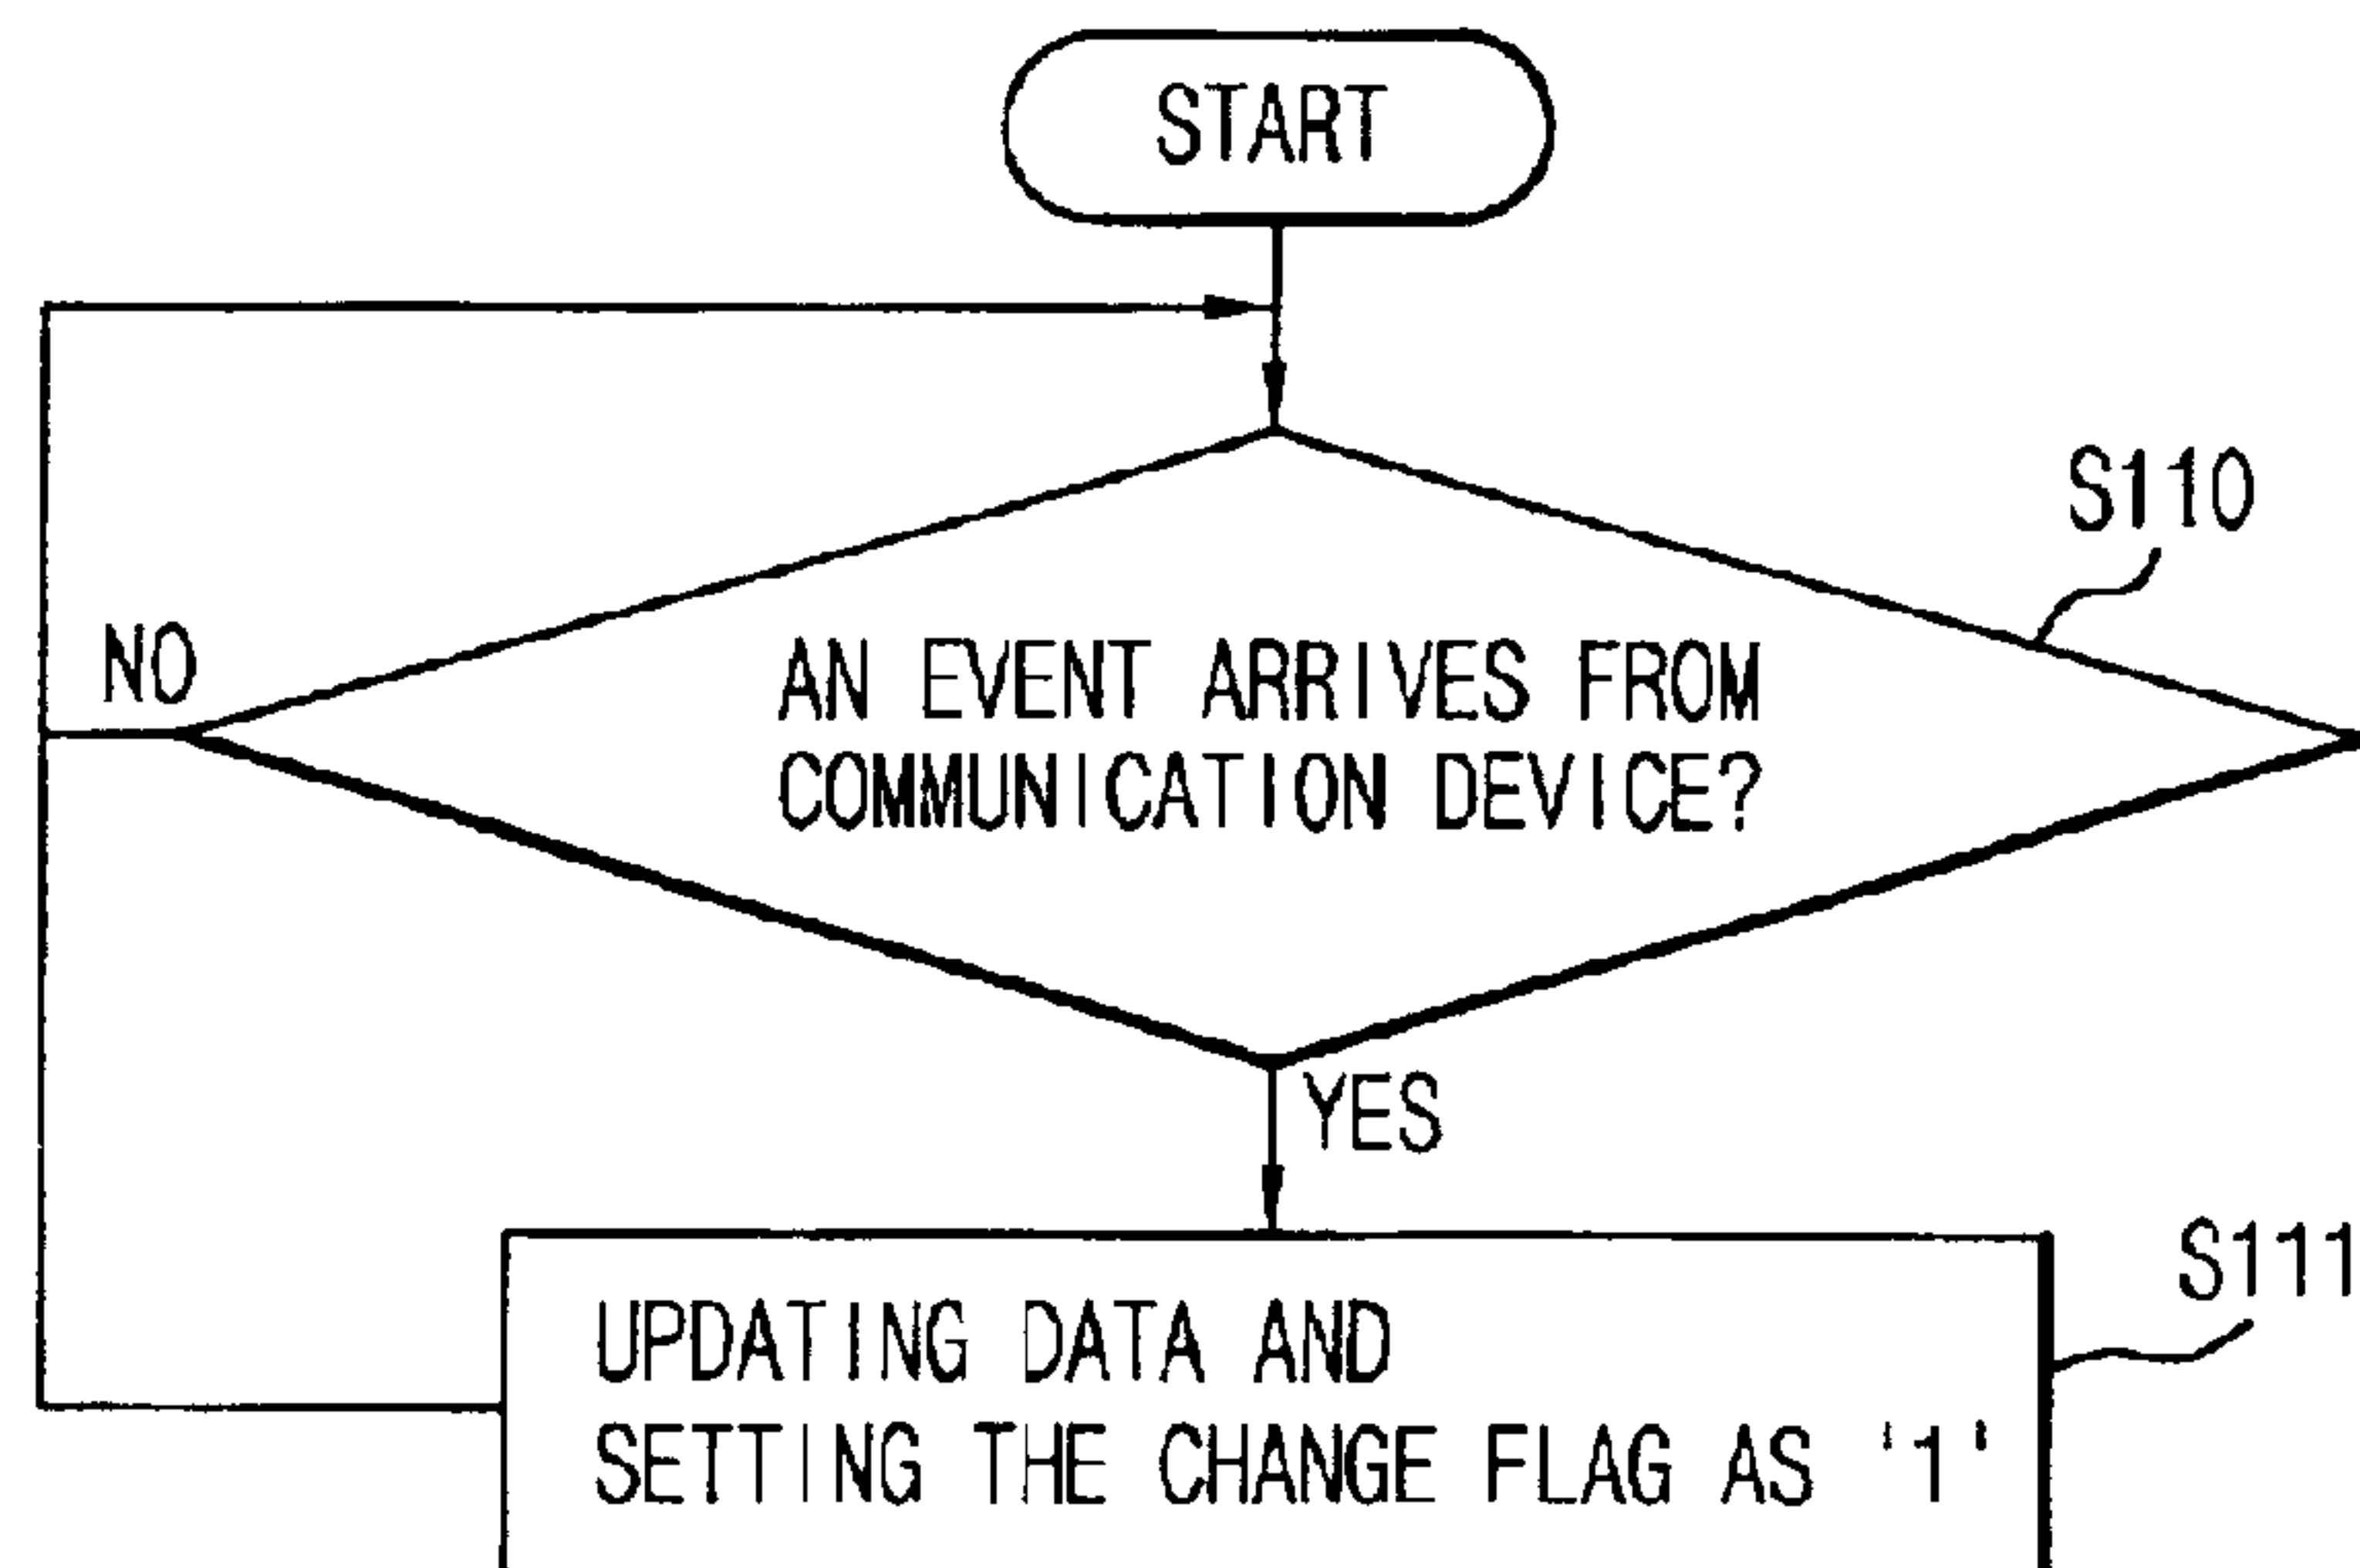 START
S110
NO
AN EVENT ARRIVES FROM
COMMUNICATION DEVICE?
YES
S111
UPDATING DATA AND
SETTING THE CHANGE FLAG AS '1'